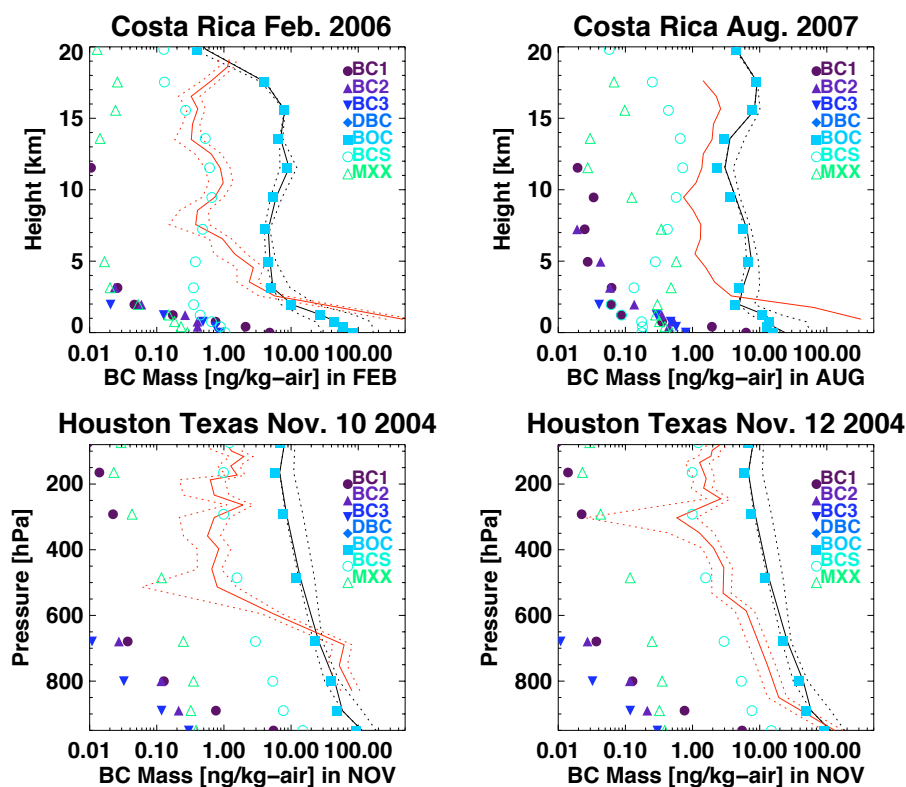 Costa Rica Feb. 2006
20
15
10
5
0
Height [km]
BC1
BC2
BC3
DBC
BOC
BCS
MXX
0.01 0.10 1.00 10.00 100.00
BC Mass [ng/kg-air] in FEB
Costa Rica Aug. 2007
20
15
10
5
0
Height [km]
BC1
BC2
BC3
DBC
BOC
BCS
MXX
0.01 0.10 1.00 10.00 100.00
BC Mass [ng/kg-air] in AUG
Houston Texas Nov. 10 2004
200
400
600
800
Pressure [hPa]
BC1
BC2
BC3
DBC
BOC
BCS
MXX
0.01 0.10 1.00 10.00 100.00
BC Mass [ng/kg-air] in NOV
Houston Texas Nov. 12 2004
200
400
600
800
Pressure [hPa]
BC1
BC2
BC3
DBC
BOC
BCS
MXX
0.01 0.10 1.00 10.00 100.00
BC Mass [ng/kg-air] in NOV